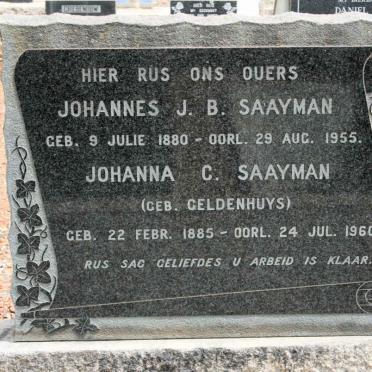 HIER RUS ONS OUERS
JOHANNES J. B. SAAYMAN
GEB. 9 JULIE 1880 - OORL. 29 AUG. 1955.
JOHANNA C. SAAYMAN
(GEB. GELDENHUYS)
GEB. 22 FEBR. 1885 - OORL. 24 JUL. 1960
RUS SAG GELIEFDES U ARBEID IS KLAAR.
DANIEL